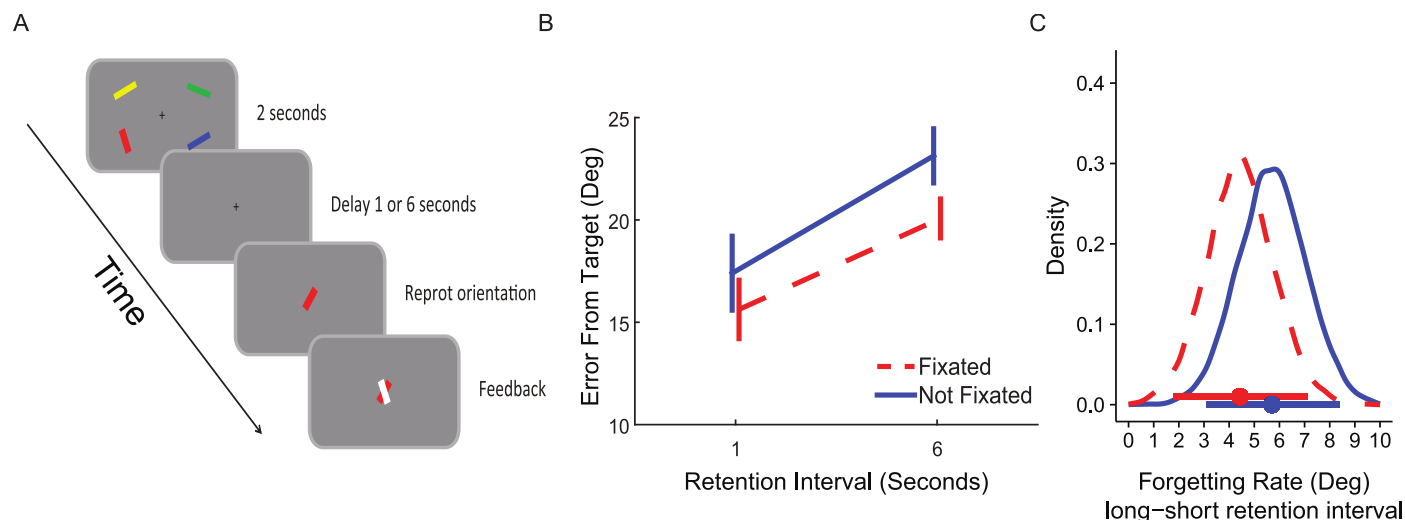 A
2 seconds
Delay 1 or 6 seconds
Reprot orientation
Feedback
Time
B
Error From Target (Deg)
25
20
15
10
1
6
Retention Interval (Seconds)
Fixated
Not Fixated
C
Density
0.4
0.3
0.2
0.1
0.0
0 1 2 3 4 5 6 7 8 9 10
Forgetting Rate (Deg)
long−short retention interval